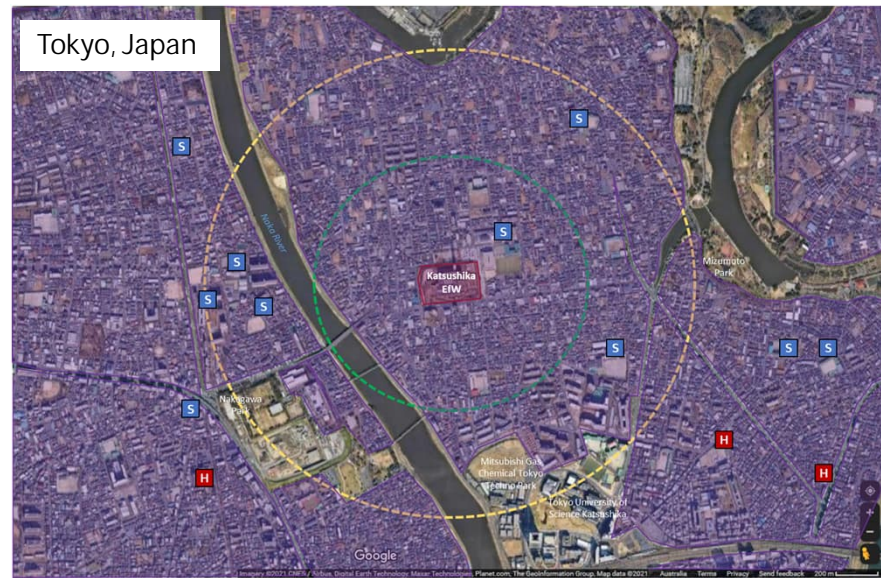 Tokyo, Japan
S
S
Naka River
S
Katsushika
EfW
S
Mizumoto
Park
S
S
S
S
S
Nakagawa
Park
S
H
Mitsubishi Gas
Chemical Tokyo
Techno Park
H
H
Tokyo University of
Science Katsushika
Google
Imagery ©2021 CNES / Airbus, Digital Earth Technology, Maxar Technologies, Planet.com, The GeoInformation Group, Map data ©2021 Australia Terms Privacy Send feedback 200 m